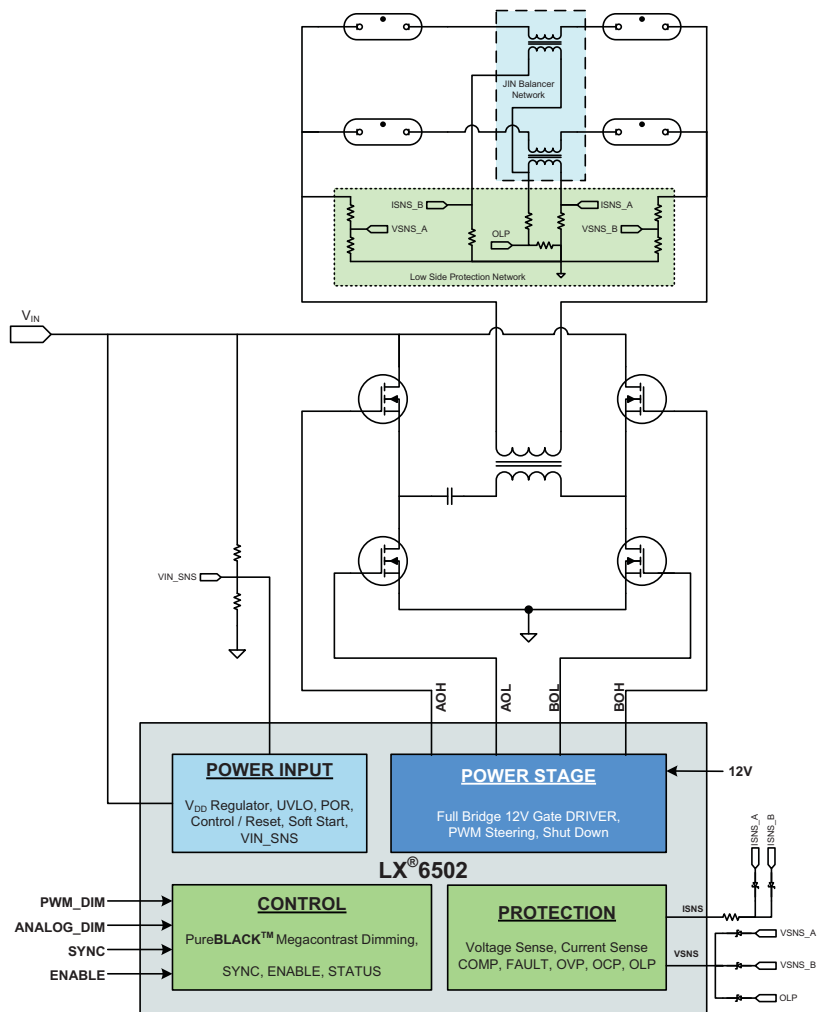 JIN Balancer
Network
ISNS_B
ISNS_A
VSNS_A
OLP
VSNS_B
Low Side Protection Network
VIN
VIN_SNS
AOH
AOL
BOL
BOH
POWER INPUT
VDD Regulator, UVLO, POR,
Control / Reset, Soft Start,
VIN_SNS
POWER STAGE
Full Bridge 12V Gate DRIVER,
PWM Steering, Shut Down
12V
LX®6502
ISNS_A
ISNS_B
PWM_DIM
ANALOG_DIM
SYNC
ENABLE
CONTROL
PureBLACK™ Megacontrast Dimming,
SYNC, ENABLE, STATUS
PROTECTION
Voltage Sense, Current Sense
COMP, FAULT, OVP, OCP, OLP
ISNS
VSNS
VSNS_A
VSNS_B
OLP